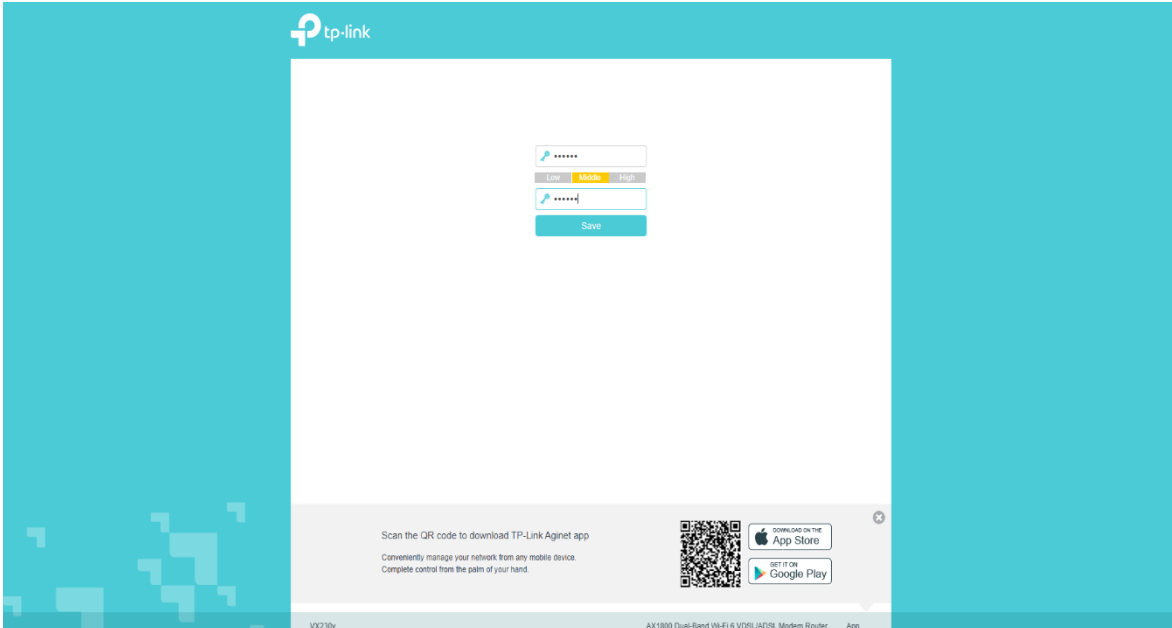 tp-link
••••••
Low Middle High
••••••
Save
Scan the QR code to download TP-Link Aginet app
Conveniently manage your network from any mobile device.
Complete control from the palm of your hand.
DOWNLOAD ON THE
App Store
GET IT ON
Google Play
VX230v AX1800 Dual-Band Wi-Fi 6 VDSL/ADSL Modem Router App